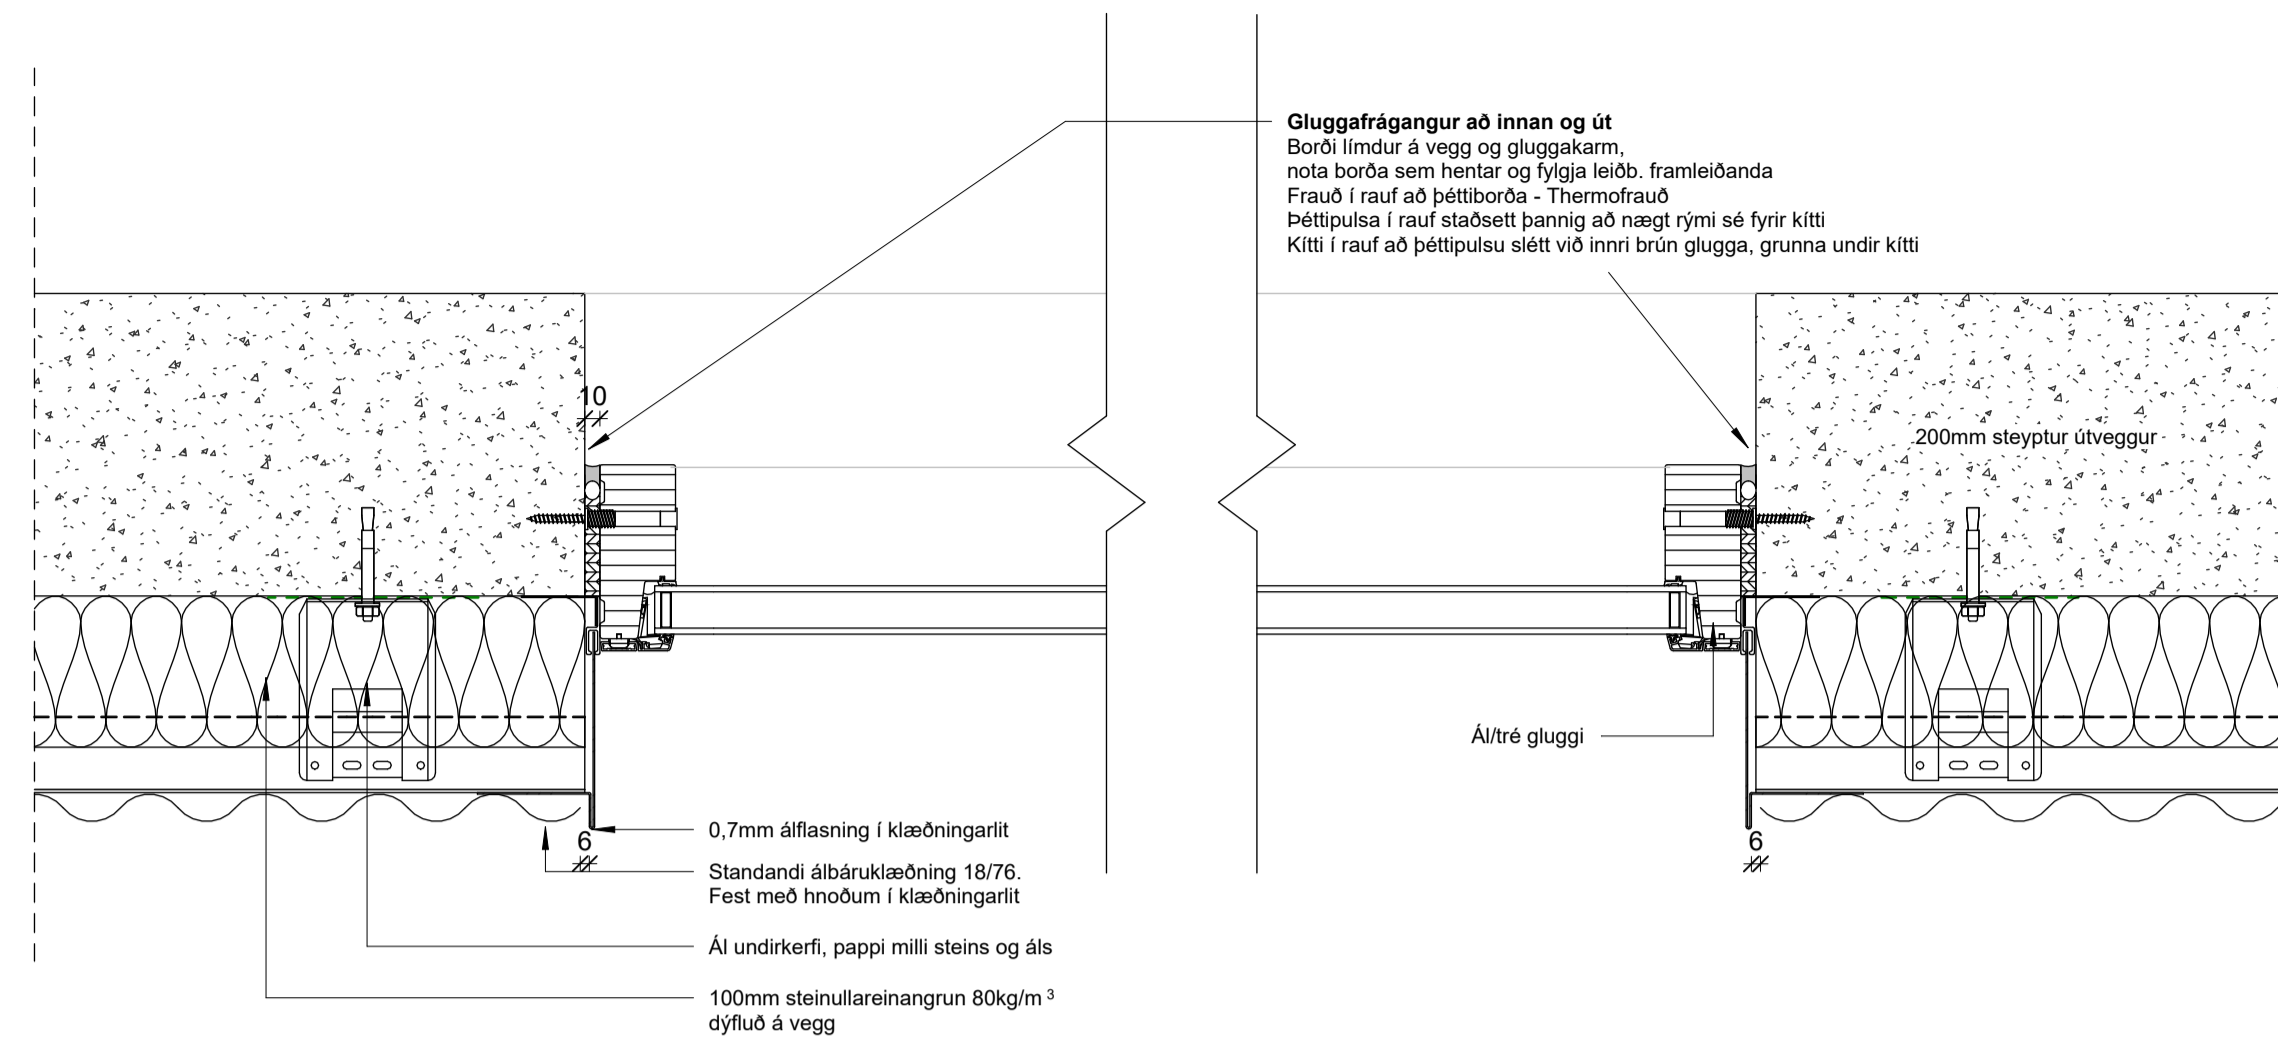 Gluggafrágangur að innan og út
Borði límdur á vegg og gluggakarm,
nota borða sem hentar og fylgja leiðb. framleiðanda
Frauð í rauf að þéttiborða - Thermofrauð
Þéttipulsa í rauf staðsett þannig að nægt rými sé fyrir kítti
Kítti í rauf að þéttipulsu slétt við innri brún glugga, grunna undir kítti
10
200mm steyptur útveggur
Ál/tré gluggi
6
6
0,7mm álflasning í klæðningarlit
Standandi álbáruklæðning 18/76.
Fest með hnoðum í klæðningarlit
Ál undirkerfi, pappi milli steins og áls
100mm steinullareinangrun 80kg/m ³
dýfluð á vegg